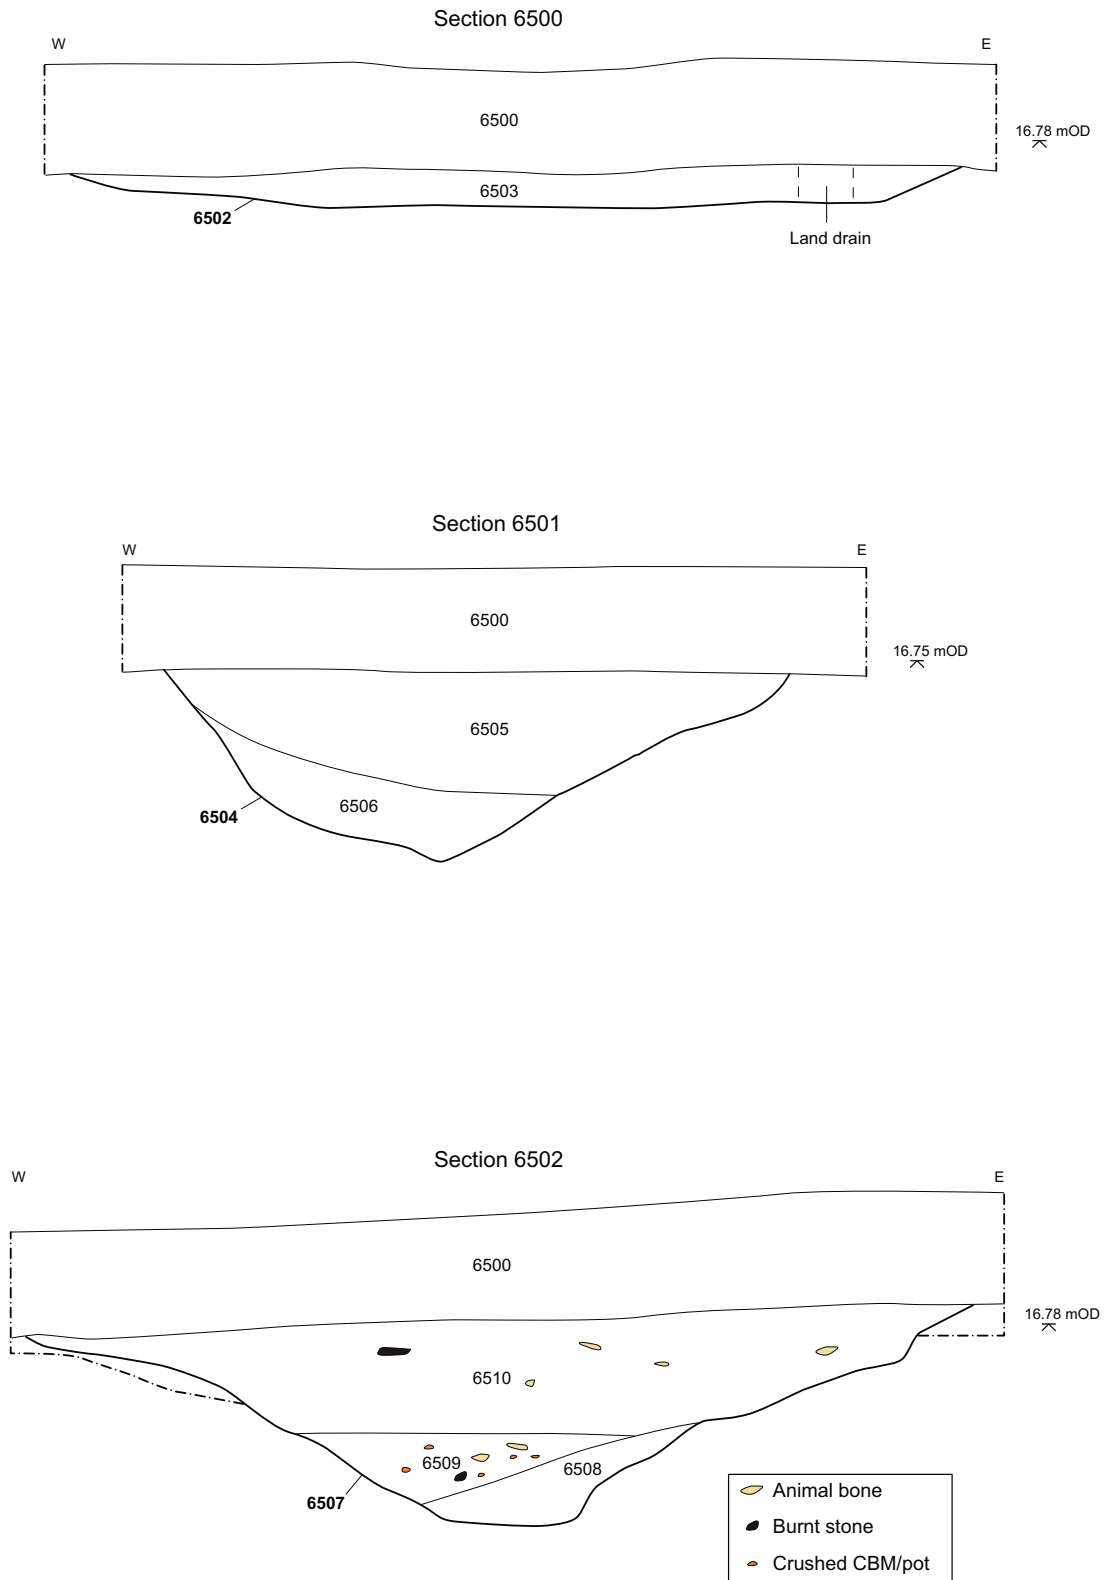 Section 6500
W E
6500
16.78 mOD
6503
6502
Land drain
Section 6501
W E
6500
16.75 mOD
6505
6506
6504
Section 6502
W E
6500
16.78 mOD
6510
6509 6508
6507
Animal bone
Burnt stone
Crushed CBM/pot